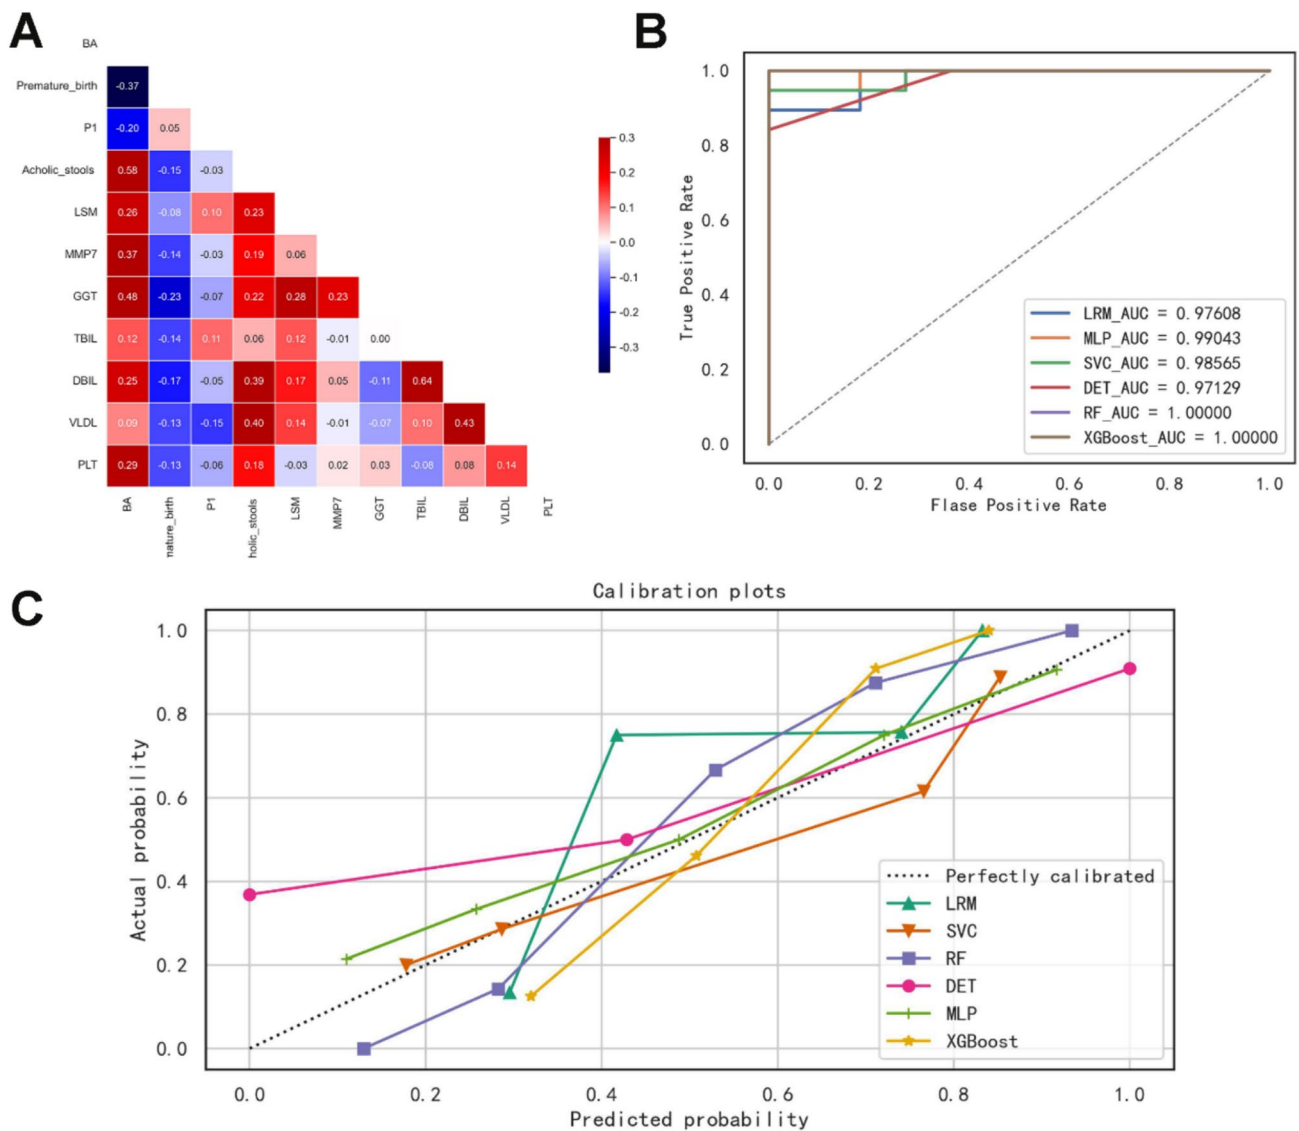 A
BA
Premature_birth
-0.37
P1
-0.20 0.05
Acholic_stools
0.58 -0.15 -0.03
LSM
0.26 -0.08 0.10 0.23
MMP7
0.37 -0.14 -0.03 0.19 0.06
GGT
0.48 -0.23 -0.07 0.22 0.28 0.23
TBIL
0.12 -0.14 0.11 0.06 0.12 -0.01 0.00
DBIL
0.25 -0.17 -0.05 0.39 0.17 0.05 -0.11 0.64
VLDL
0.09 -0.13 -0.15 0.40 0.14 -0.01 -0.07 0.10 0.43
PLT
0.29 -0.13 -0.06 0.18 -0.03 0.02 0.03 -0.08 0.08 0.14
BA
nature_birth
P1
holic_stools
LSM
MMP7
GGT
TBIL
DBIL
VLDL
PLT
0.3
0.2
0.1
0.0
-0.1
-0.2
-0.3
B
True Positive Rate
1.0
0.8
0.6
0.4
0.2
0.0
0.0 0.2 0.4 0.6 0.8 1.0
Flase Positive Rate
LRM_AUC = 0.97608
MLP_AUC = 0.99043
SVC_AUC = 0.98565
DET_AUC = 0.97129
RF_AUC = 1.00000
XGBoost_AUC = 1.00000
C
Calibration plots
Actual probability
1.0
0.8
0.6
0.4
0.2
0.0
0.0 0.2 0.4 0.6 0.8 1.0
Predicted probability
Perfectly calibrated
LRM
SVC
RF
DET
MLP
XGBoost